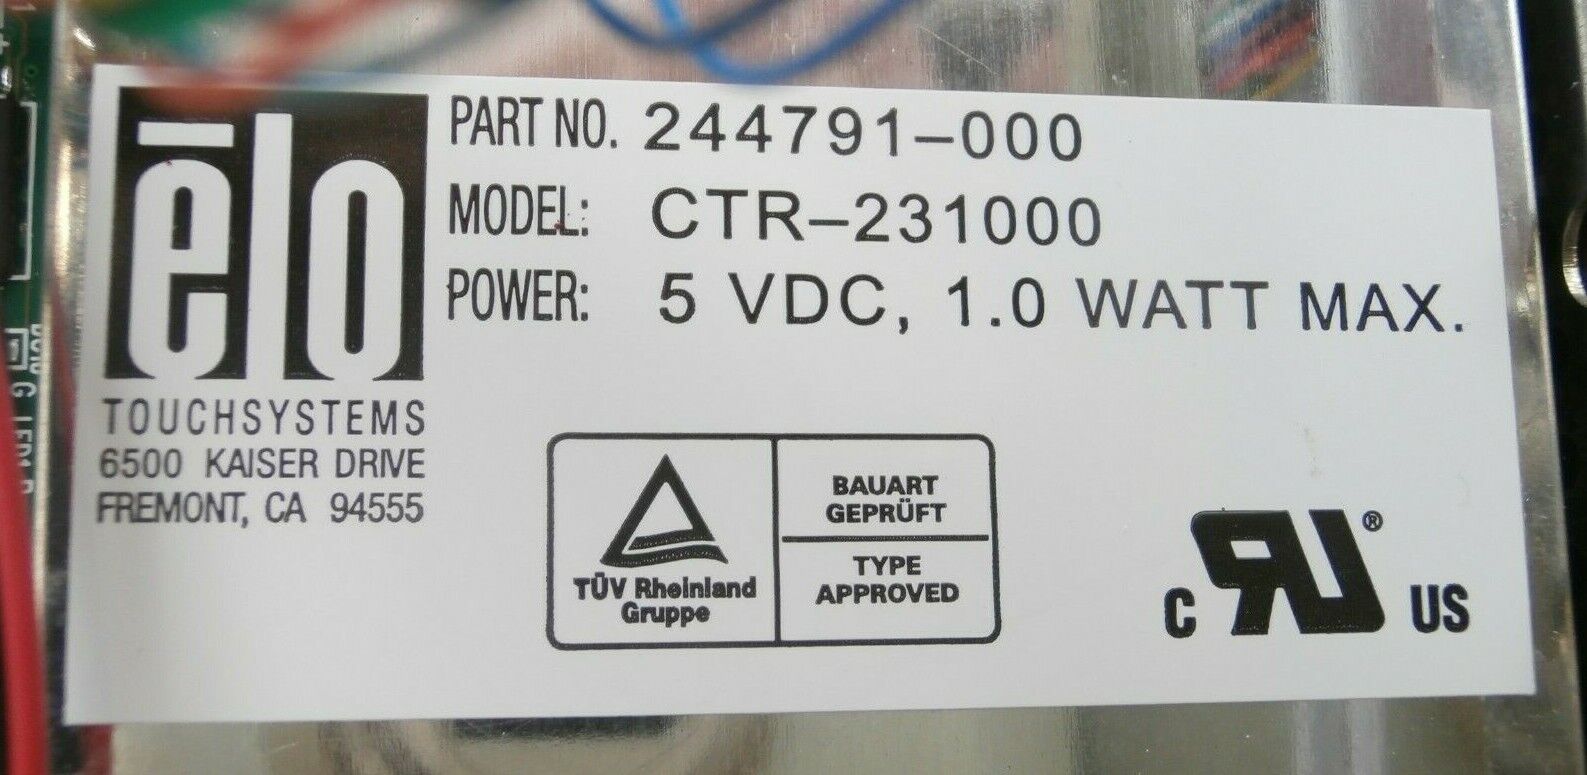 ēlo
TOUCHSYSTEMS
6500 KAISER DRIVE
FREMONT, CA 94555
PART NO. 244791-000
MODEL: CTR-231000
POWER: 5 VDC, 1.0 WATT MAX.
TÜV Rheinland
Gruppe
BAUART
GEPRÜFT
TYPE
APPROVED
C RU® US
G